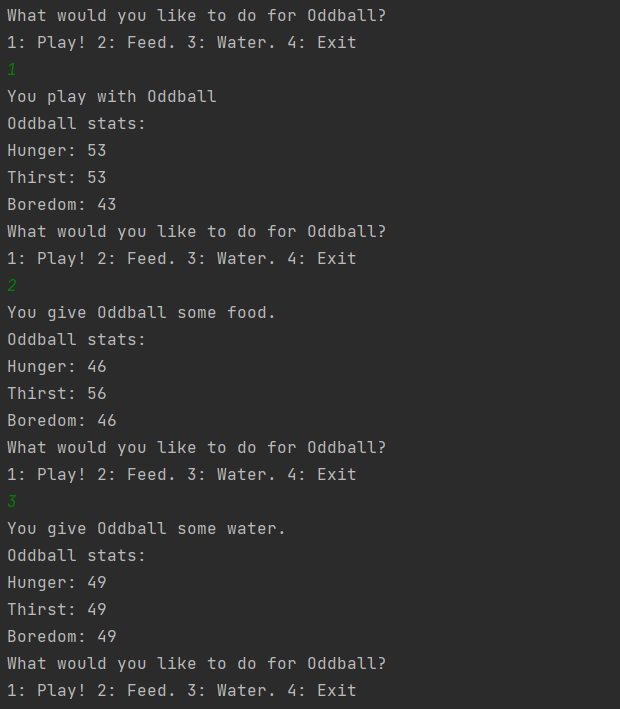 What would you like to do for Oddball?
1: Play! 2: Feed. 3: Water. 4: Exit
1
You play with Oddball
Oddball stats:
Hunger: 53
Thirst: 53
Boredom: 43
What would you like to do for Oddball?
1: Play! 2: Feed. 3: Water. 4: Exit
2
You give Oddball some food.
Oddball stats:
Hunger: 46
Thirst: 56
Boredom: 46
What would you like to do for Oddball?
1: Play! 2: Feed. 3: Water. 4: Exit
3
You give Oddball some water.
Oddball stats:
Hunger: 49
Thirst: 49
Boredom: 49
What would you like to do for Oddball?
1: Play! 2: Feed. 3: Water. 4: Exit